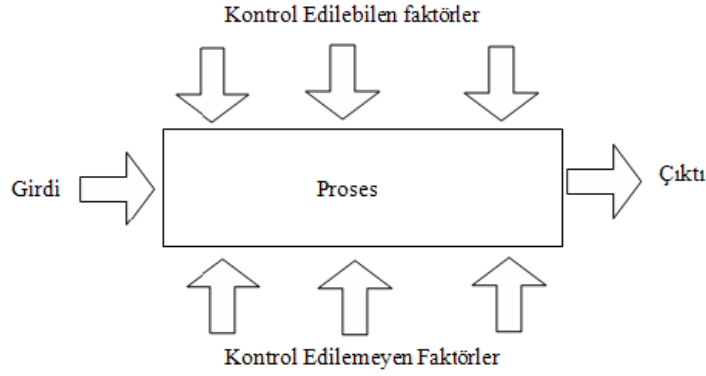 Kontrol Edilebilen faktörler
Girdi
Proses
Çıktı
Kontrol Edilemeyen Faktörler